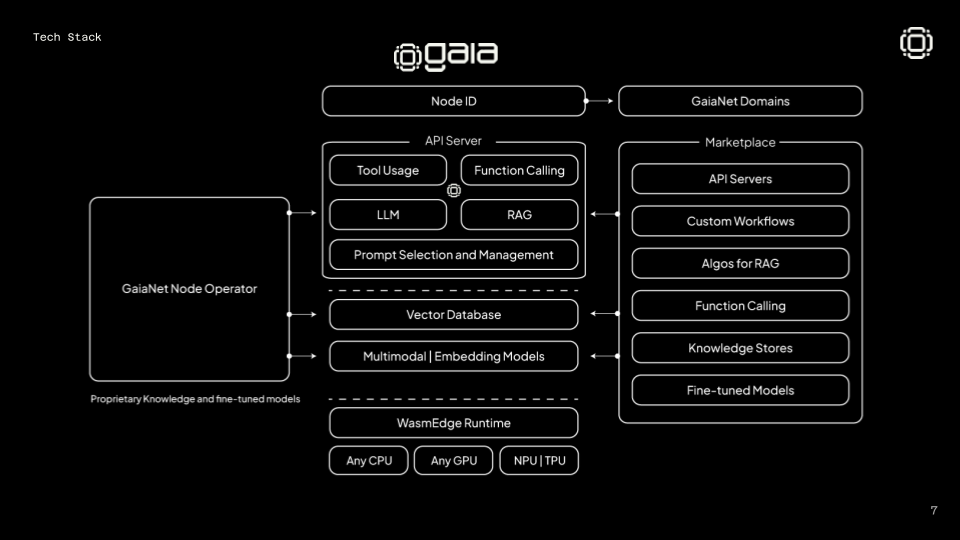 Tech Stack
gaia
Node ID
GaiaNet Domains
API Server
Tool Usage
Function Calling
LLM
RAG
Prompt Selection and Management
Marketplace
API Servers
Custom Workflows
Algos for RAG
Function Calling
Knowledge Stores
Fine-tuned Models
GaiaNet Node Operator
Proprietary Knowledge and fine-tuned models
Vector Database
Multimodal | Embedding Models
WasmEdge Runtime
Any CPU
Any GPU
NPU | TPU
7